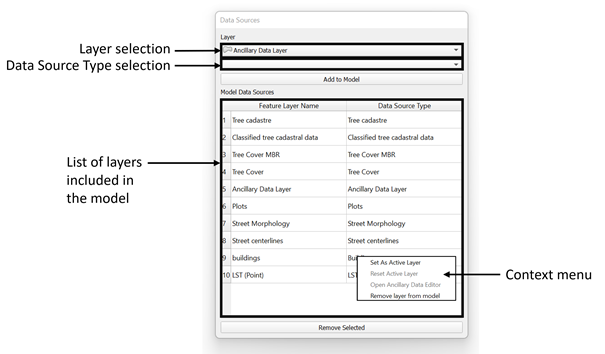 Data Sources
Layer
Layer selection
Ancillary Data Layer
Data Source Type selection
Add to Model
Model Data Sources
Feature Layer Name Data Source Type
1 Tree cadastre Tree cadastre
2 Classified tree cadastral data Classified tree cadastral data
3 Tree Cover MBR Tree Cover MBR
4 Tree Cover Tree Cover
5 Ancillary Data Layer Ancillary Data Layer
6 Plots Plots
7 Street Morphology Street Morphology
8 Street centerlines Street centerlines
9 buildings
10 LST (Point)
List of layers
included in
the model
Set As Active Layer
Reset Active Layer
Open Ancillary Data Editor
Remove layer from model
Context menu
Remove Selected